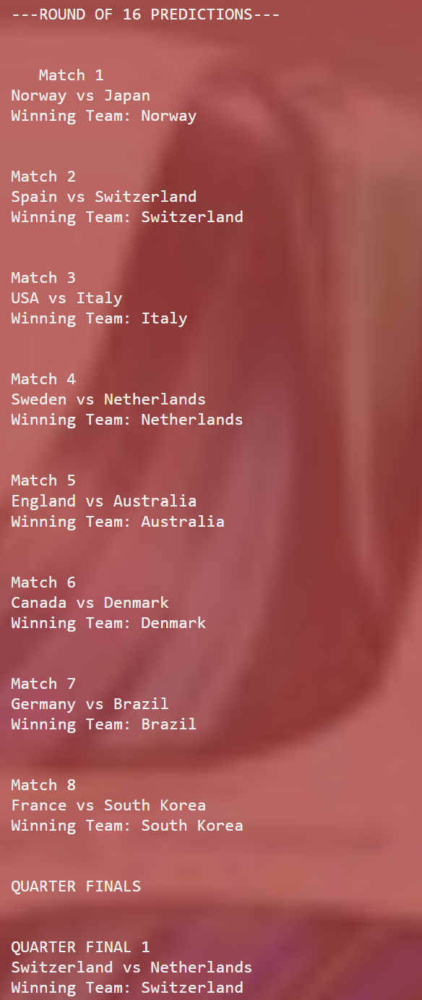 ---ROUND OF 16 PREDICTIONS---
Match 1
Norway vs Japan
Winning Team: Norway
Match 2
Spain vs Switzerland
Winning Team: Switzerland
Match 3
USA vs Italy
Winning Team: Italy
Match 4
Sweden vs Netherlands
Winning Team: Netherlands
Match 5
England vs Australia
Winning Team: Australia
Match 6
Canada vs Denmark
Winning Team: Denmark
Match 7
Germany vs Brazil
Winning Team: Brazil
Match 8
France vs South Korea
Winning Team: South Korea
QUARTER FINALS
QUARTER FINAL 1
Switzerland vs Netherlands
Winning Team: Switzerland